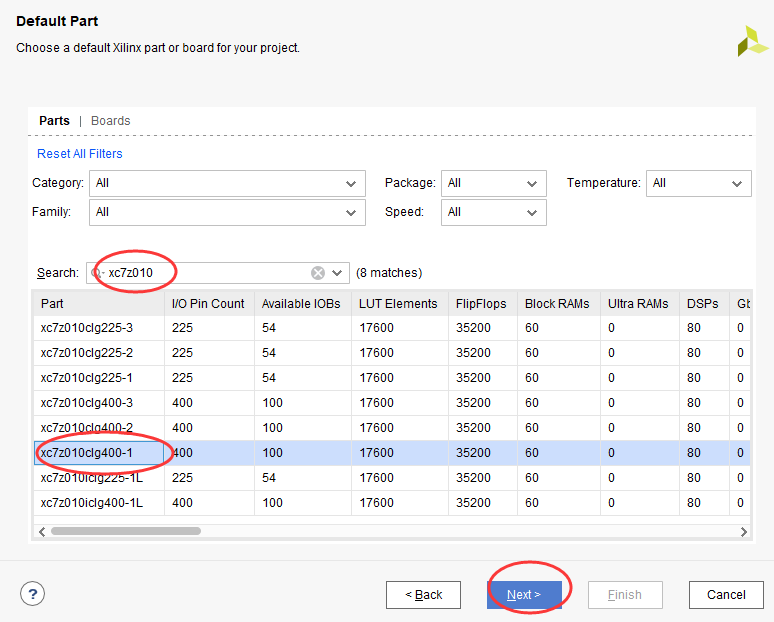 Default Part
Choose a default Xilinx part or board for your project.
Parts | Boards
Reset All Filters
Category: All Package: All Temperature: All
Family: All Speed: All
Search: xc7z010 (8 matches)
Part I/O Pin Count Available IOBs LUT Elements FlipFlops Block RAMs Ultra RAMs DSPs Gb
xc7z010clg225-3 225 54 17600 35200 60 0 80 0
xc7z010clg225-2 225 54 17600 35200 60 0 80 0
xc7z010clg225-1 225 54 17600 35200 60 0 80 0
xc7z010clg400-3 400 100 17600 35200 60 0 80 0
xc7z010clg400-2 400 100 17600 35200 60 0 80 0
xc7z010clg400-1 400 100 17600 35200 60 0 80 0
xc7z010iclg225-1L 225 54 17600 35200 60 0 80 0
xc7z010iclg400-1L 400 100 17600 35200 60 0 80 0
? < Back Next > Finish Cancel